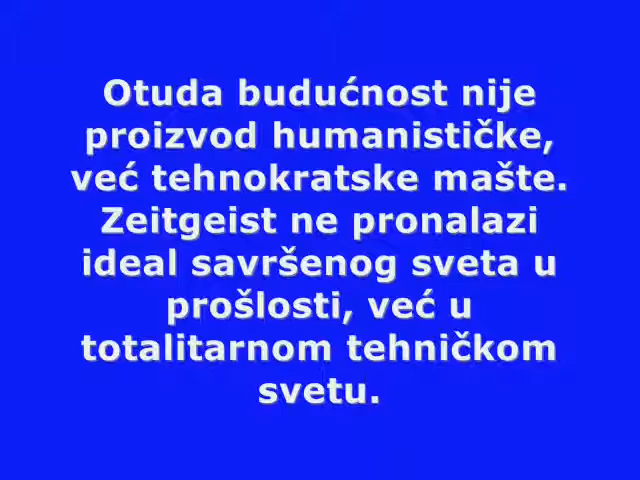 Otuda budućnost nije
proizvod humanističke,
već tehnokratske mašte.
Zeitgeist ne pronalazi
ideal savršenog sveta u
prošlosti, već u
totalitarnom tehničkom
svetu.